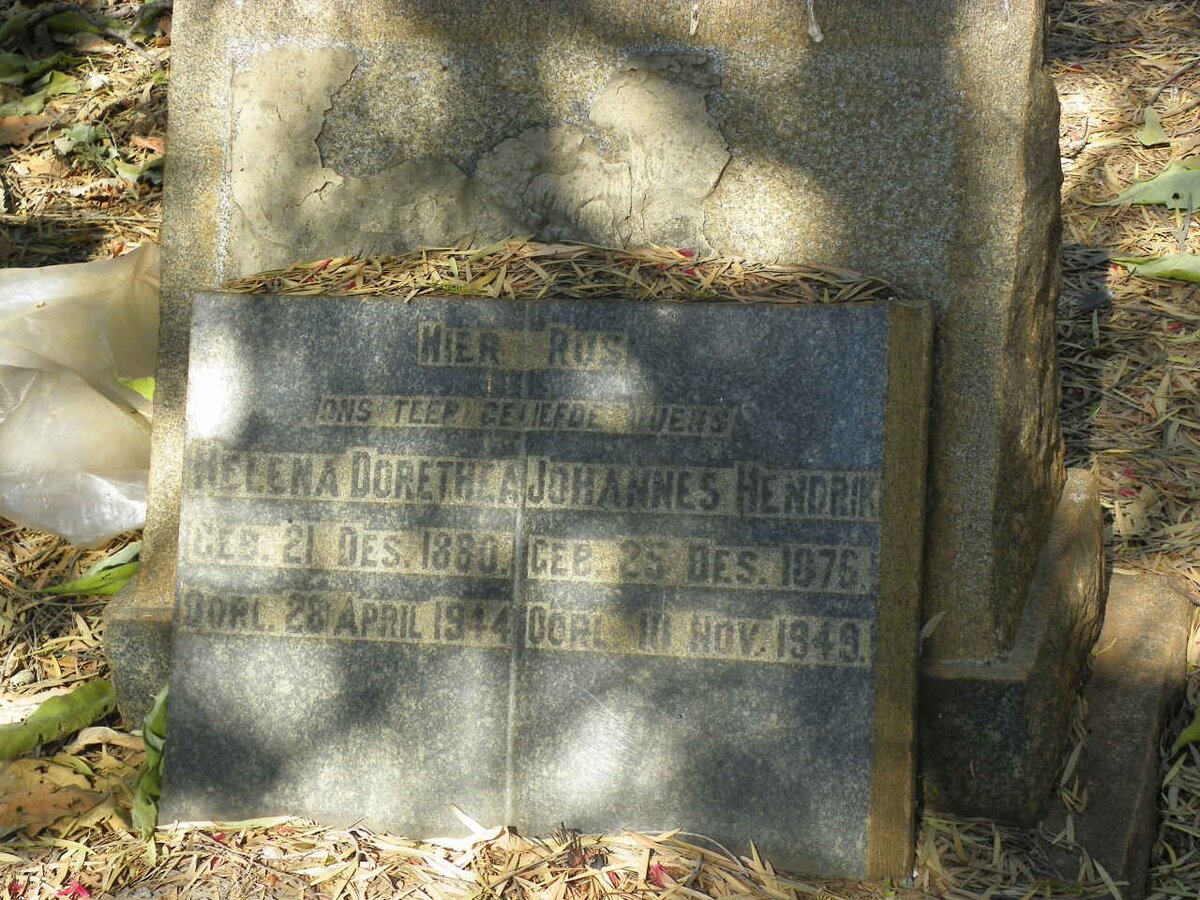 HIER RUS
ONS TEER GELIEFDE OUERS
HELENA DORETHEA
GEB. 21 DES. 1880.
OORL. 28 APRIL 1944
JOHANNES HENDRIK
GEB. 25 DES. 1876.
OORL. 10 NOV. 1949.